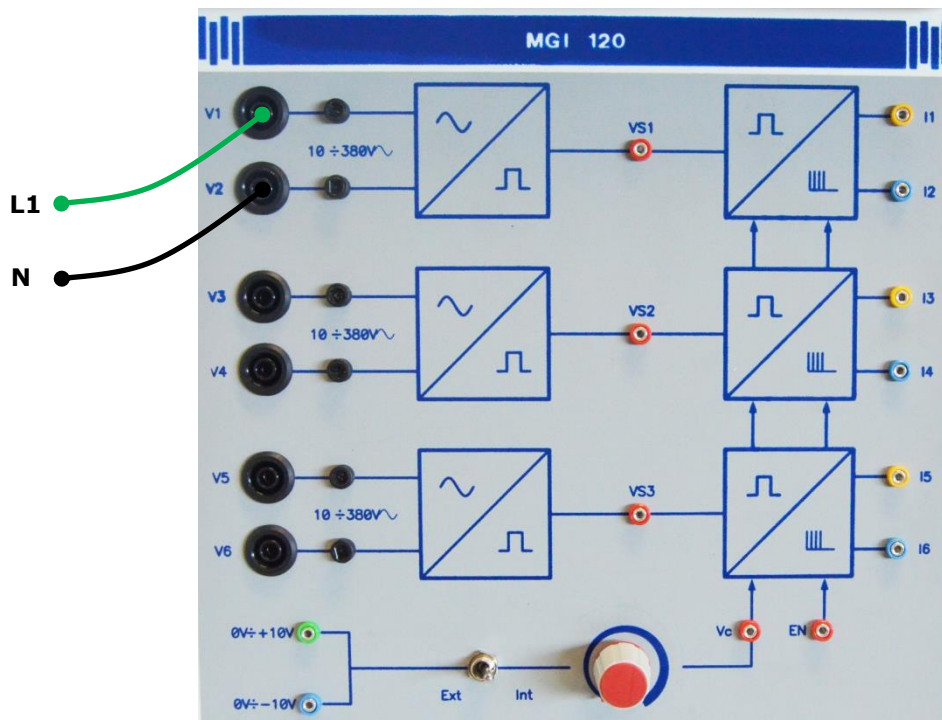 MGI 120
V1
I1
10÷380V∿
VS1
L1
V2
I2
N
V3
I3
10÷380V∿
VS2
V4
I4
V5
I5
10÷380V∿
VS3
V6
I6
0V÷+10V
Vc
EN
Ext
Int
0V÷-10V